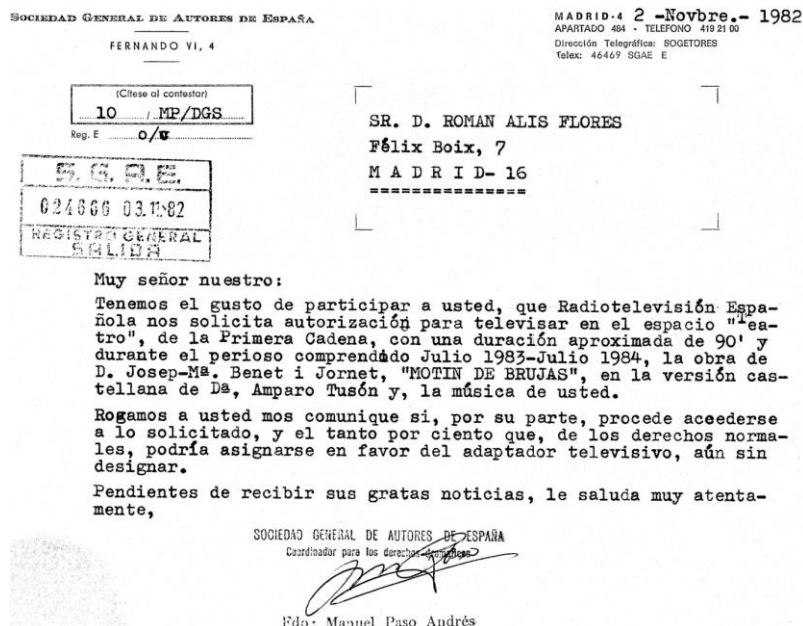 SOCIEDAD GENERAL DE AUTORES DE ESPAÑA
FERNANDO VI, 4
MADRID-4 2 -Novbre.- 1982
APARTADO 484 - TELEFONO 419 21 00
Dirección Telegráfica: SOGETORES
Telex: 46469 SGAE E
(Cítese al contestar)
10 / MP/DGS
Reg. E o/
S. G. A. E.
024666 03.11.82
REGISTRO GENERAL
SALIDA
SR. D. ROMAN ALIS FLORES
Félix Boix, 7
M A D R I D- 16
===============
Muy señor nuestro:
Tenemos el gusto de participar a usted, que Radiotelevisión Espa-
ñola nos solicita autorización para televisar en el espacio "Tea-
tro", de la Primera Cadena, con una duración aproximada de 90' y
durante el perioso comprendido Julio 1983-Julio 1984, la obra de
D. Josep-Mª. Benet i Jornet, "MOTIN DE BRUJAS", en la versión cas-
tellana de Dª, Amparo Tusón y, la música de usted.
Rogamos a usted mos comunique si, por su parte, procede aceederse
a lo solicitado, y el tanto por ciento que, de los derechos norma-
les, podría asignarse en favor del adaptador televisivo, aún sin
designar.
Pendientes de recibir sus gratas noticias, le saluda muy atenta-
mente,
SOCIEDAD GENERAL DE AUTORES DE ESPAÑA
Coordinador para los derechos dramáticos
Fdo: Manuel Paso Andrés